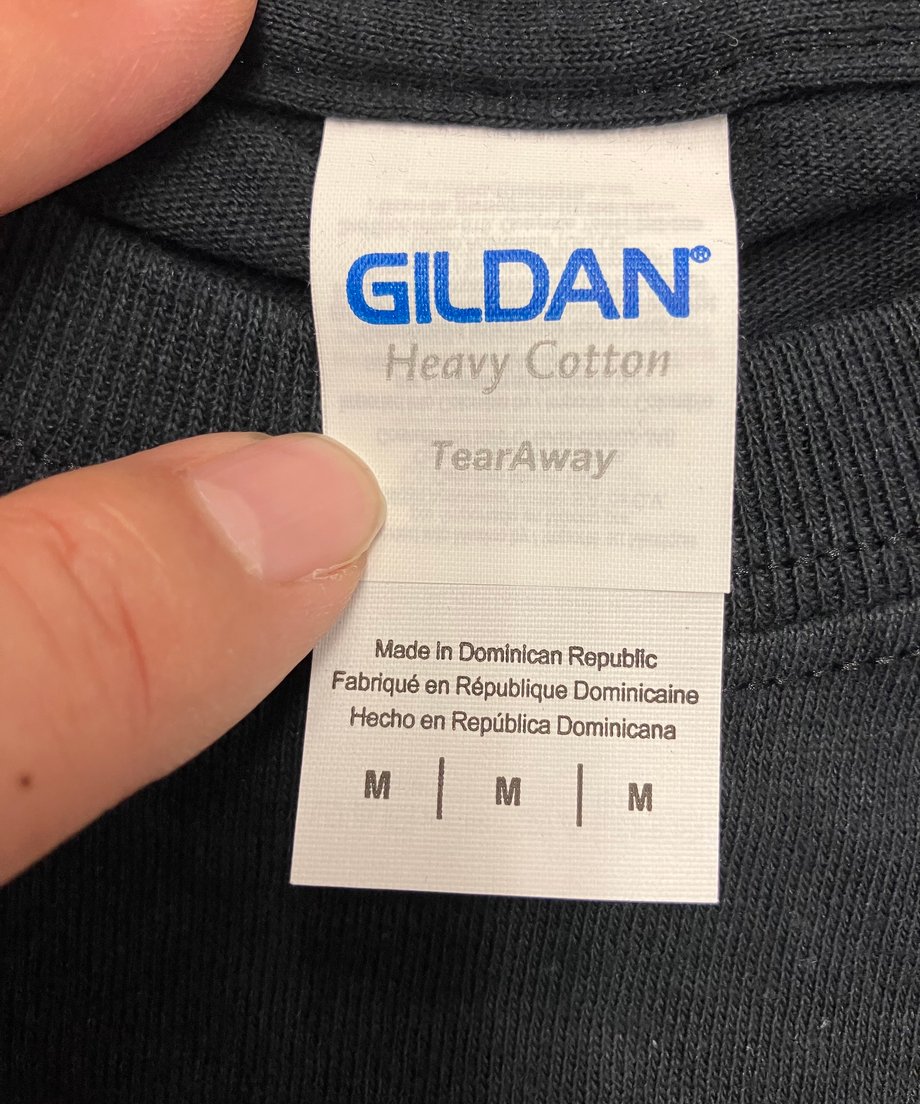 GILDAN®
Heavy Cotton
TearAway
Made in Dominican Republic
Fabriqué en République Dominicaine
Hecho en República Dominicana
M | M | M